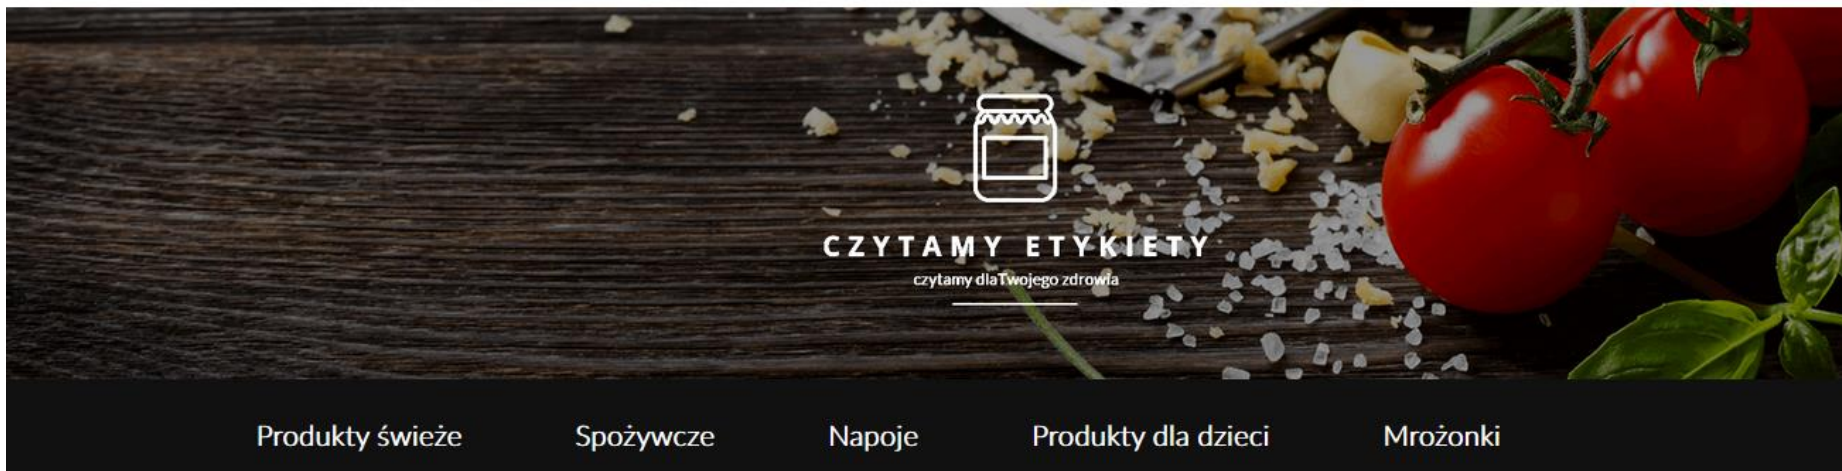 CZYTAMY ETYKIETY
czytamy dlaTwojego zdrowia
Produkty świeże Spożywcze Napoje Produkty dla dzieci Mrożonki